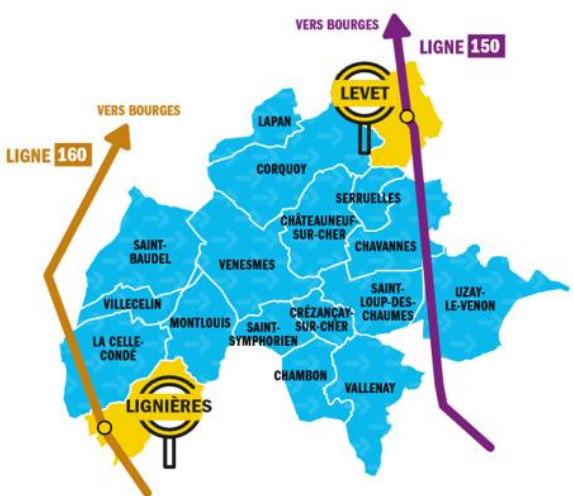 VERS BOURGES
LIGNE 150
LEVET
VERS BOURGES
LIGNE 160
LAPAN
CORQUOY
SERRUELLES
CHÂTEAUNEUF-
SUR-CHER
CHAVANNES
SAINT-
BAUDEL
VENESMES
VILLECELIN
MONTLOUIS
SAINT-
LOUP-DES-
CHAUMES
UZAY-
LE-VENON
CRÉZANÇAY-
SUR-CHER
SAINT-
SYMPHORIEN
LA CELLE-
CONDÉ
CHAMBON
VALLENAY
LIGNIÈRES